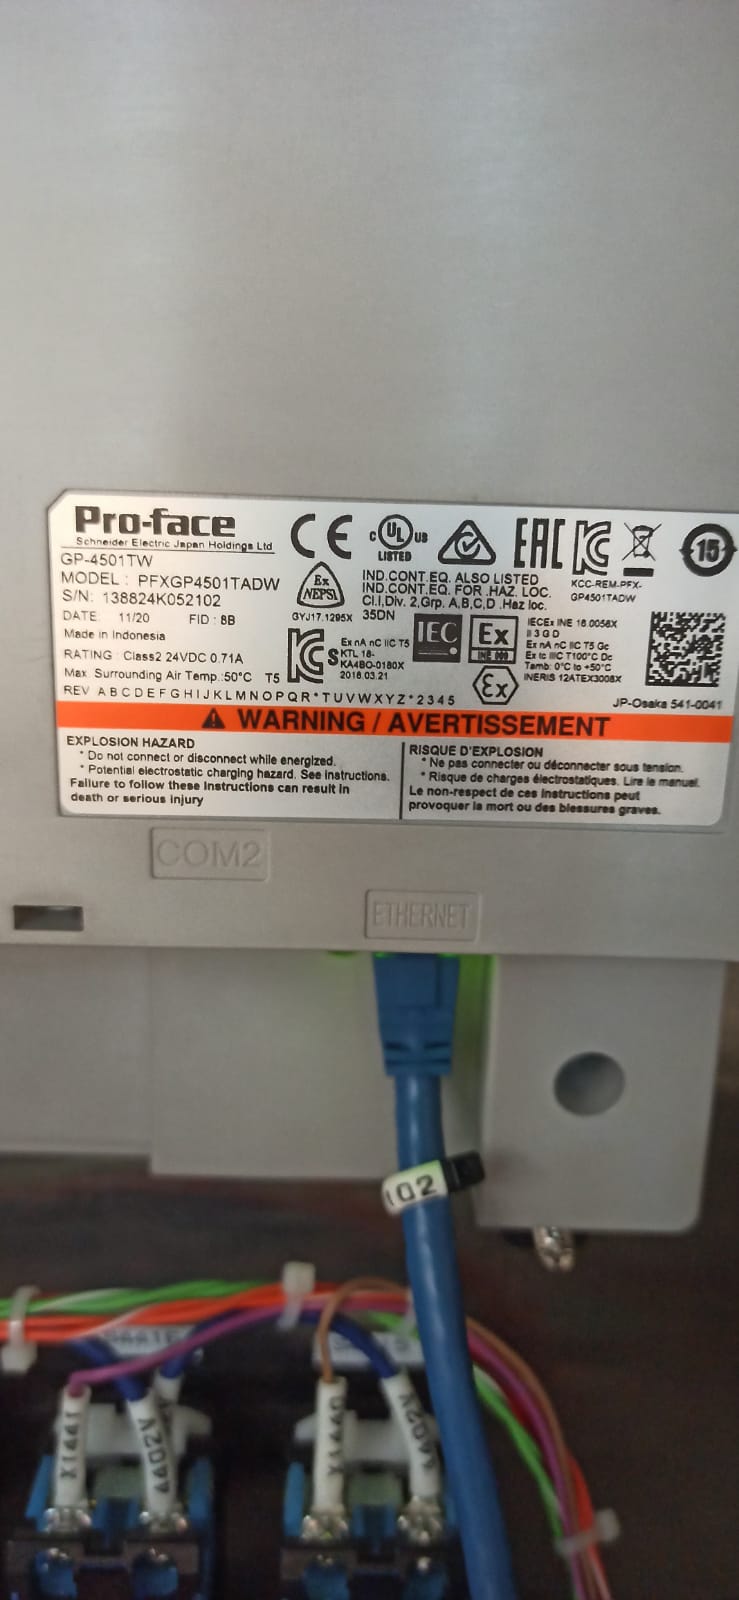 Pro-face
Schneider Electric Japan Holdings Ltd
GP-4501TW
MODEL : PFXGP4501TADW
S/N: 138824K052102
DATE: 11/20 FID : 8B
Made in Indonesia
RATING : Class2 24VDC 0.71A
Max Surrounding Air Temp.:50°C T5
REV A B C D E F G H I J K L M N O P Q R * T U V W X Y Z * 2 3 4 5
CE
C UL US
LISTED
EAC
15
Ex
NEPSI
GYJ17.1295X
IND.CONT.EQ. ALSO LISTED
IND.CONT.EQ. FOR .HAZ. LOC.
Cl.I,Div. 2,Grp. A,B,C,D .Haz loc.
35DN
KCC-REM-PFX-
GP4501TADW
Ex nA nC IIC T5
KTL 18-
KA4BO-0180X
2018.03.21
IEC
Ex
IECEx INE 16.0056X
II 3 G D
Ex nA nC IIC T5 Gc
Ex tc IIIC T100°C Dc
Tamb: 0°C to +50°C
INERIS 12ATEX3008X
JP-Osaka 541-0041
WARNING / AVERTISSEMENT
EXPLOSION HAZARD
* Do not connect or disconnect while energized.
* Potential electrostatic charging hazard. See instructions.
Failure to follow these instructions can result in
death or serious injury
RISQUE D'EXPLOSION
* Ne pas connecter ou déconnecter sous tension.
* Risque de charges électrostatiques. Lire le manuel.
Le non-respect de ces instructions peut
provoquer la mort ou des blessures graves.
COM2
ETHERNET
102
X1441
4402V
X1440
4402V